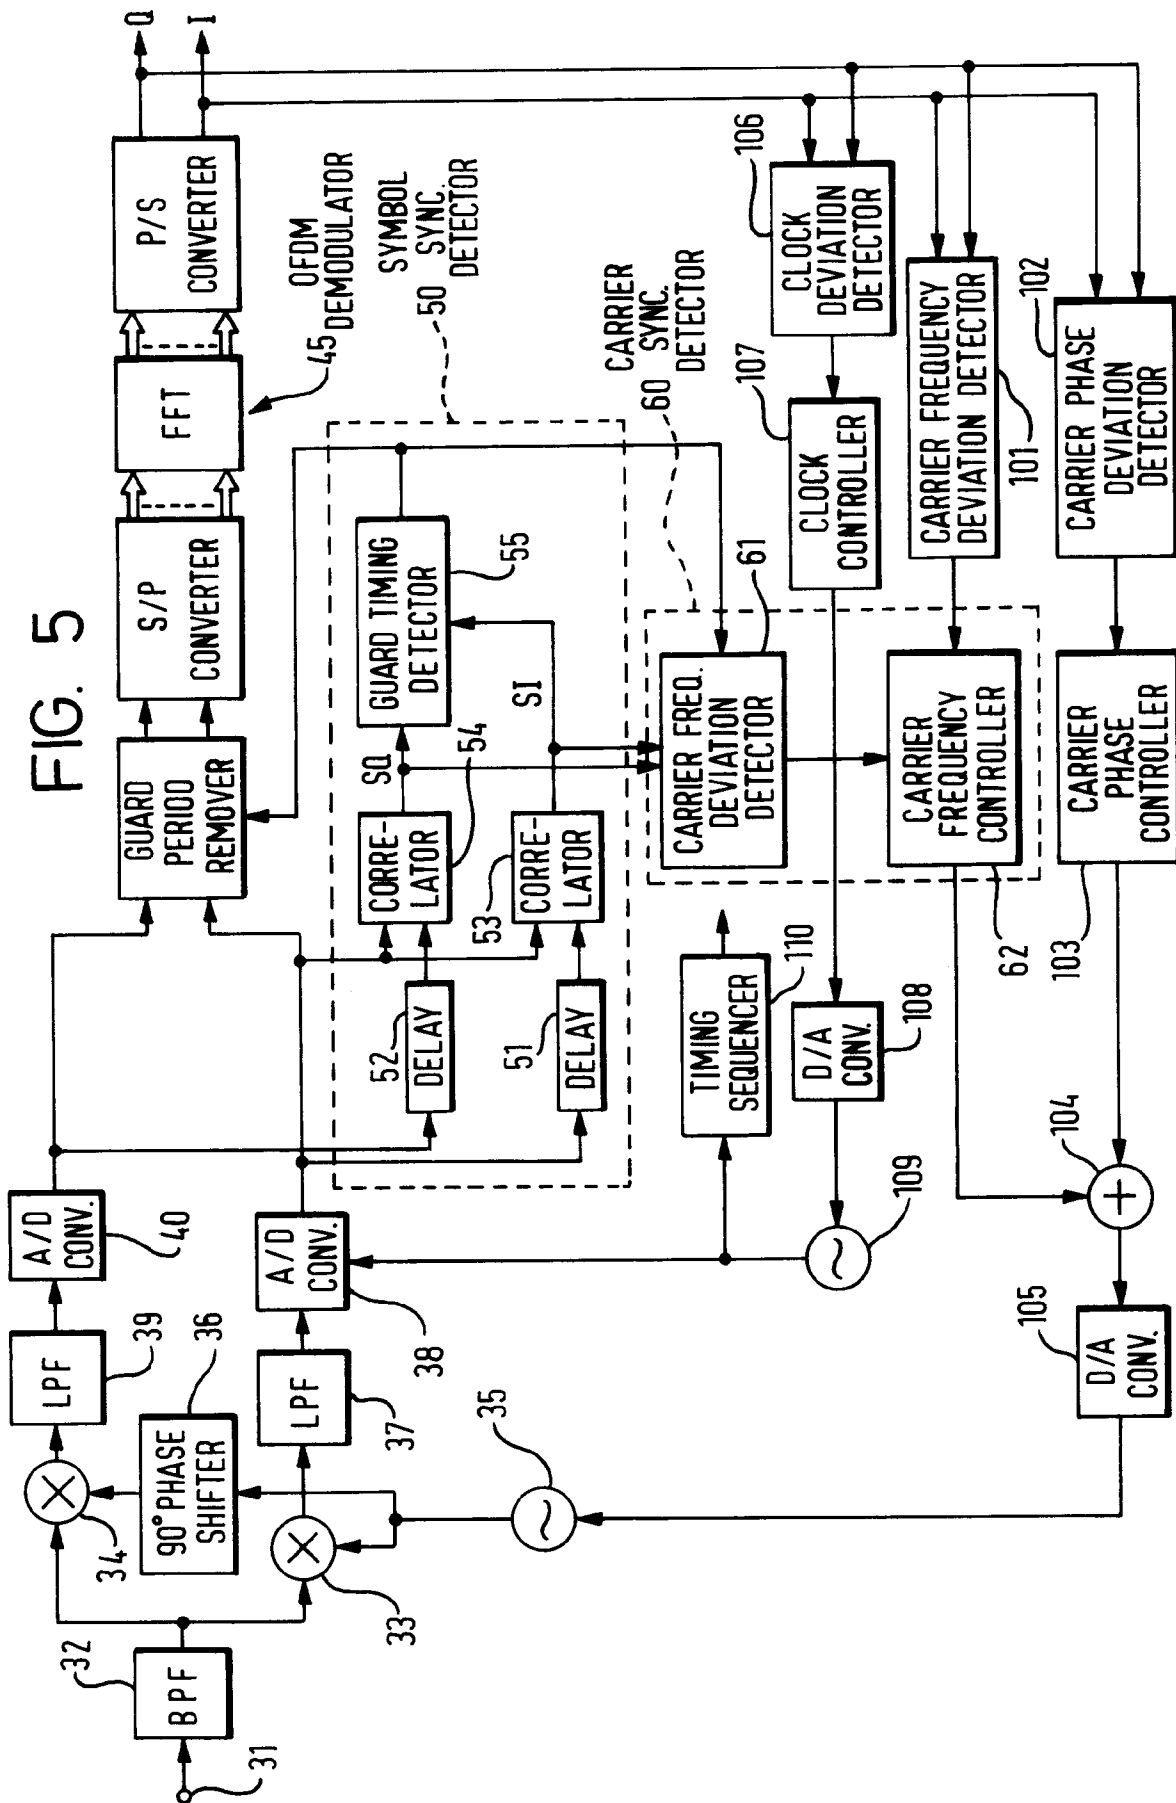 FIG. 5
31
BPF
32
33
34
90° PHASE
SHIFTER
36
35
LPF
39
LPF
37
A/D
CONV.
40
A/D
CONV.
38
GUARD
PERIOD
REMOVER
S/P
CONVERTER
FFT
45
OFDM
DEMODULATOR
P/S
CONVERTER
Q
I
SYMBOL
SYNC.
DETECTOR
50
52
DELAY
51
DELAY
CORRE-
LATOR
54
53
CORRE-
LATOR
SQ
SI
GUARD TIMING
DETECTOR
55
CARRIER
SYNC.
DETECTOR
60
CARRIER FREQ.
DEVIATION
DETECTOR
61
CARRIER
FREQUENCY
CONTROLLER
62
TIMING
SEQUENCER
110
D/A
CONV.
108
109
CLOCK
CONTROLLER
107
CLOCK
DEVIATION
DETECTOR
106
CARRIER FREQUENCY
DEVIATION DETECTOR
101
CARRIER PHASE
DEVIATION
DETECTOR
102
CARRIER
PHASE
CONTROLLER
103
104
D/A
CONV.
105